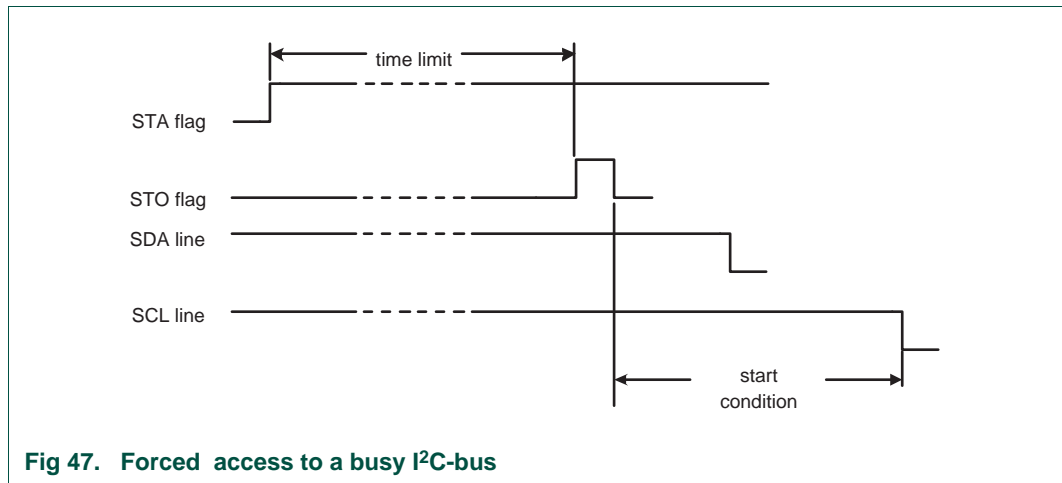 time limit
STA flag
STO flag
SDA line
SCL line
start
condition
Fig 47. Forced access to a busy I²C-bus